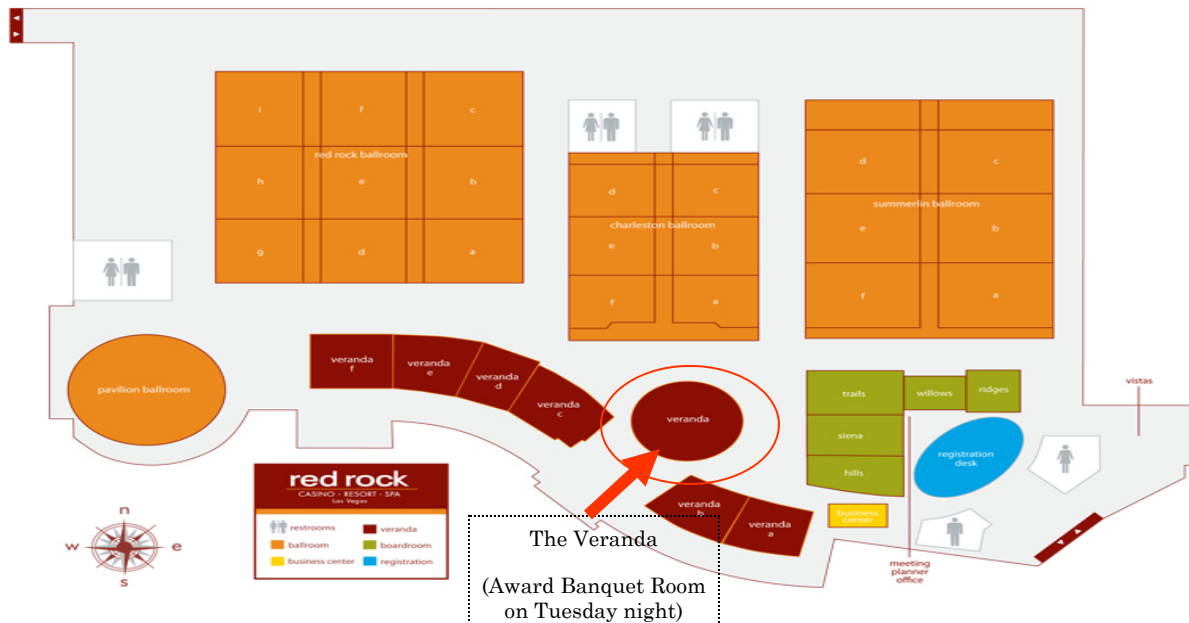 i
f
c
red rock ballroom
h
e
b
g
d
a
d
c
charleston ballroom
e
b
f
a
d
c
summerlin ballroom
e
b
f
a
pavilion ballroom
veranda
f
veranda
e
veranda
d
veranda
c
veranda
veranda
b
veranda
a
trails
willows
ridges
siena
hills
registration
desk
vistas
business
center
meeting
planner
office
red rock
CASINO · RESORT · SPA
Las Vegas
restrooms
veranda
ballroom
boardroom
business center
registration
n
w
e
s
The Veranda
(Award Banquet Room
on Tuesday night)